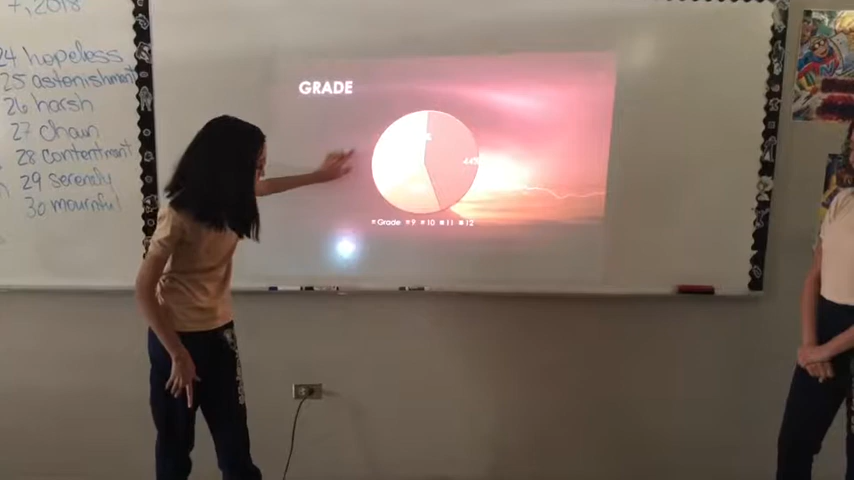 7, 2018
24 hopeless
25 astonishment
26 harsh
27 chain
28 contentment
29 serenely
30 mournful
GRADE
44%
Grade 9 10 11 12